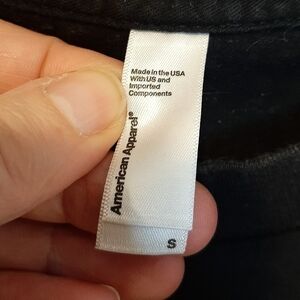 Made in the USA
With US and
Imported
Components
American Apparel®
S